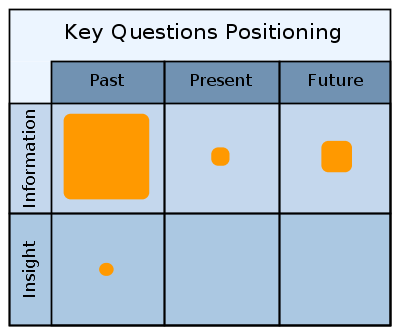 Key Questions Positioning
Past Present Future
Information
Insight